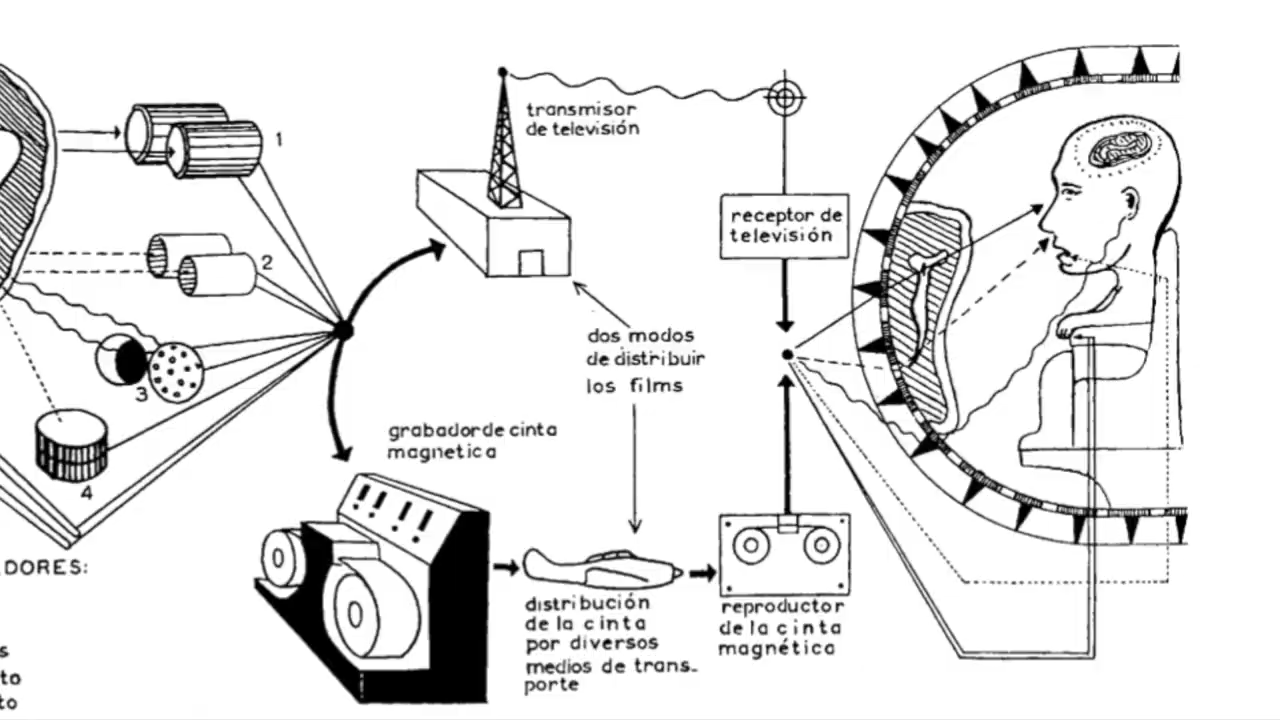 1
transmisor
de televisión
receptor de
televisión
2
dos modos
de distribuir
los films
3
grabador de cinta
magnetica
4
DORES:
distribución
de la cinta
por diversos
medios de trans-
porte
reproductor
de la cinta
magnética
s
to
to